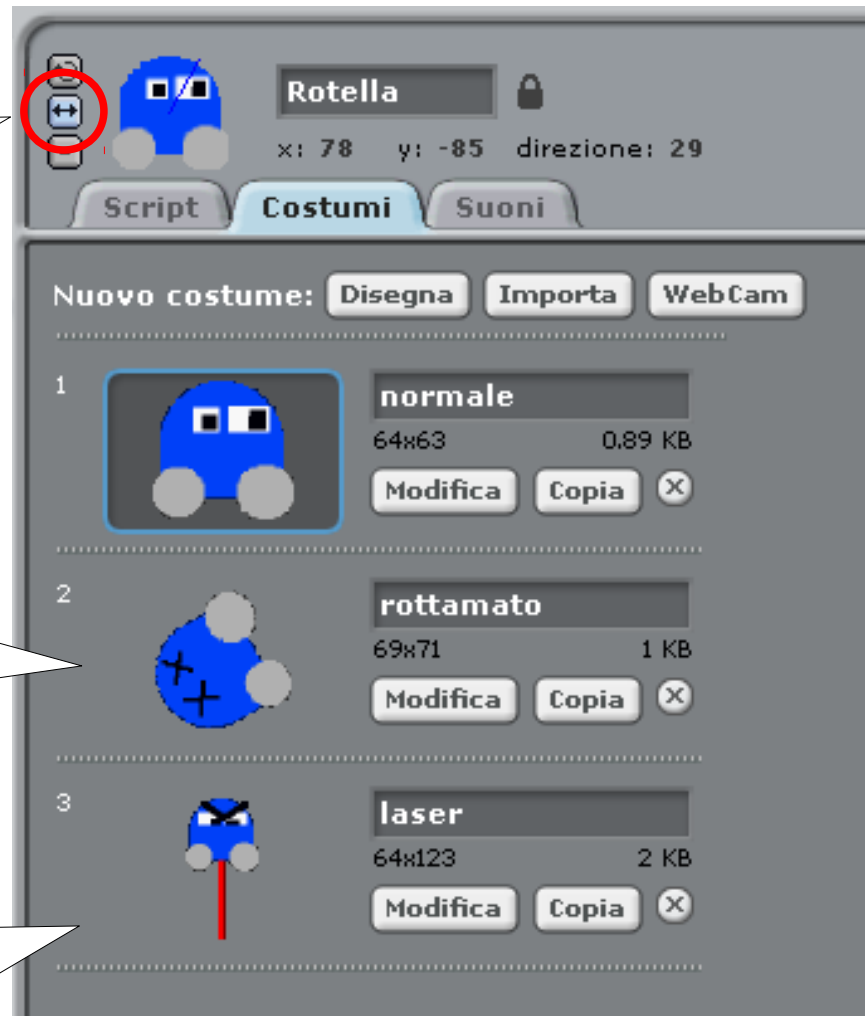 Rotella
x: 78 y: -85 direzione: 29
Script Costumi Suoni
Nuovo costume: Disegna Importa WebCam
1
normale
64x63 0.89 KB
Modifica Copia
2
rottamato
69x71 1 KB
Modifica Copia
3
laser
64x123 2 KB
Modifica Copia